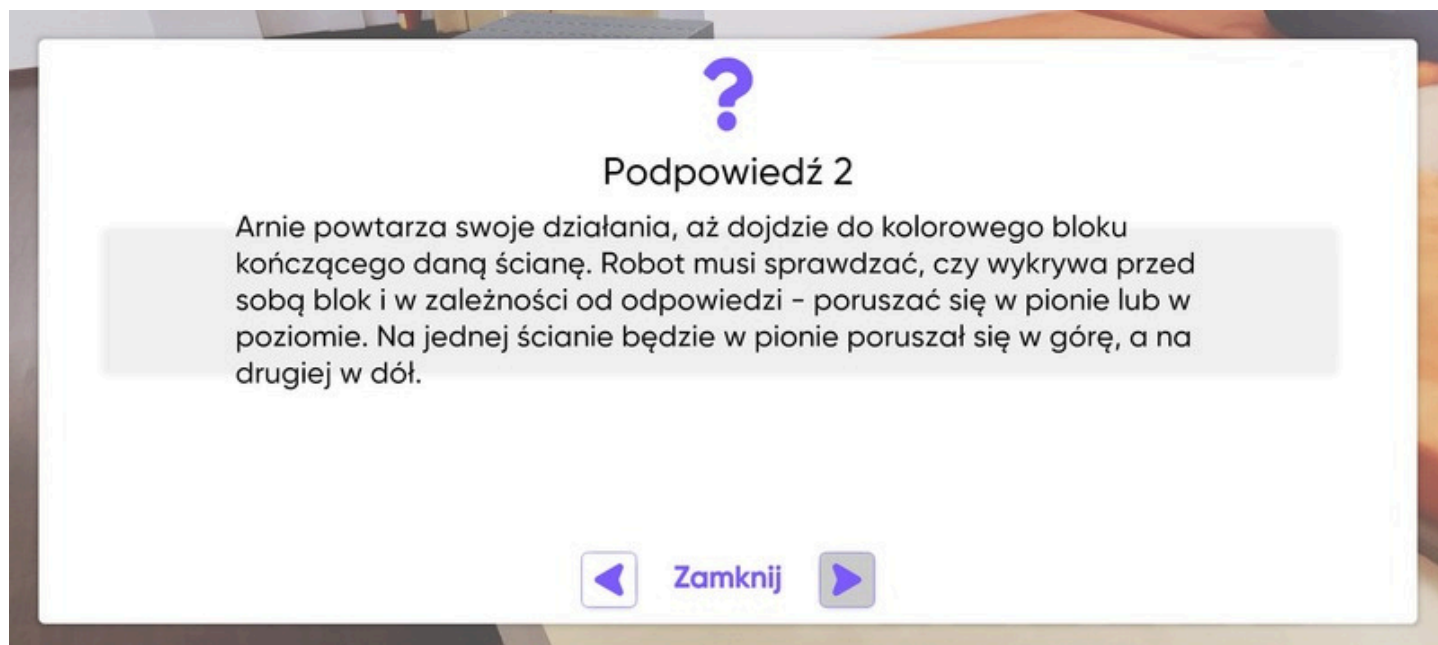 ?
Podpowiedź 2
Arnie powtarza swoje działania, aż dojdzie do kolorowego bloku
kończącego daną ścianę. Robot musi sprawdzać, czy wykrywa przed
sobą blok i w zależności od odpowiedzi - poruszać się w pionie lub w
poziomie. Na jednej ścianie będzie w pionie poruszał się w górę, a na
drugiej w dół.
Zamknij